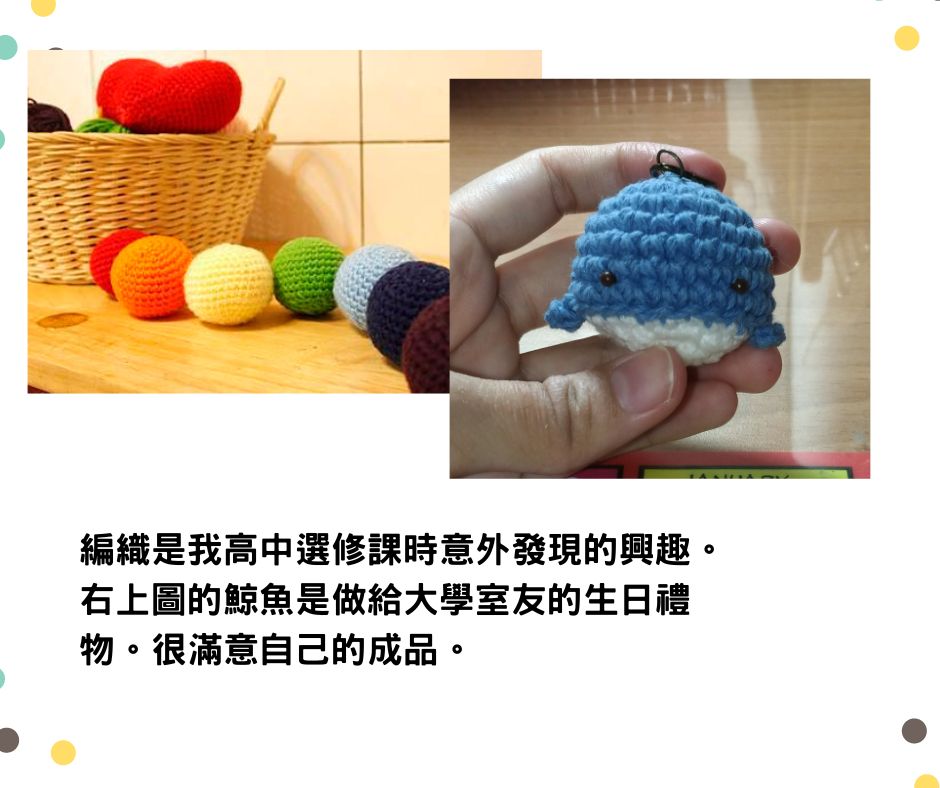 編織是我高中選修課時意外發現的興趣。
右上圖的鯨魚是做給大學室友的生日禮
物。很滿意自己的成品。